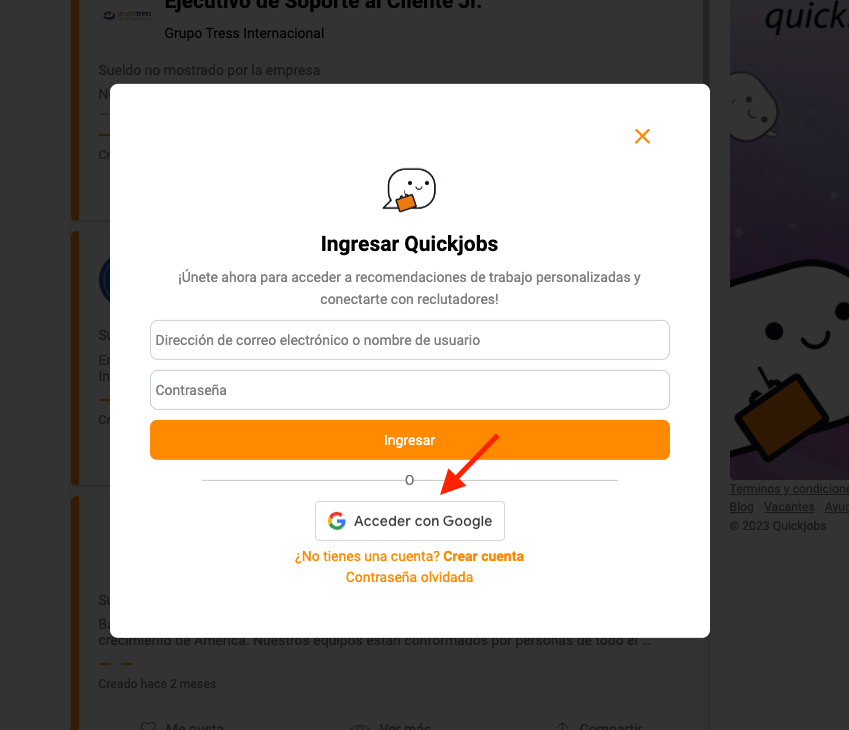 Ejecutivo de Soporte al Cliente Jr.
Grupo Tress Internacional
Sueldo no mostrado por la empresa
quick
Ingresar Quickjobs
¡Únete ahora para acceder a recomendaciones de trabajo personalizadas y
conectarte con reclutadores!
Dirección de correo electrónico o nombre de usuario
Contraseña
Ingresar
O
Acceder con Google
¿No tienes una cuenta? Crear cuenta
Contraseña olvidada
Terminos y condicione
Blog Vacantes Ayud
© 2023 Quickjobs
crecimiento de América. Nuestros equipos están conformados por personas de todo el ...
Creado hace 2 meses
Me gusta Ver más Compartir